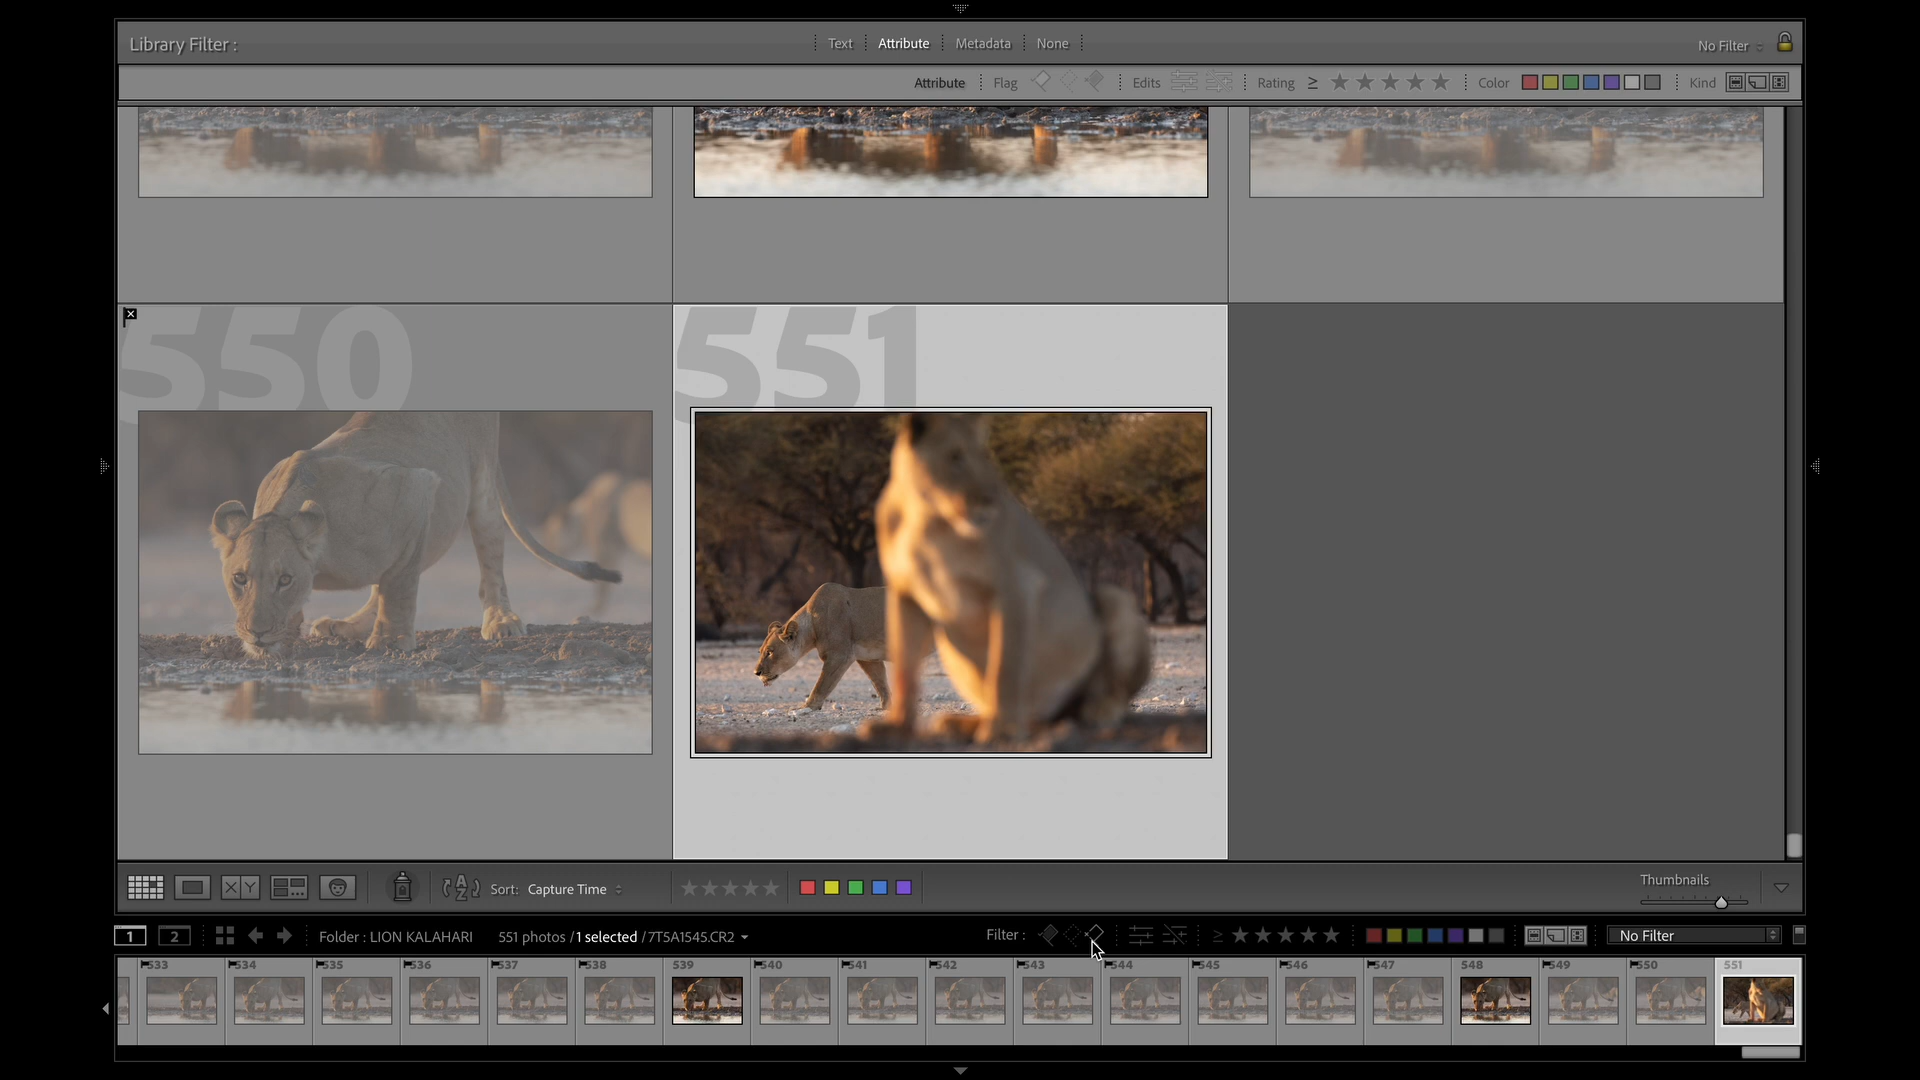 Library Filter :
Text
Attribute
Metadata
None
No Filter
Attribute
Flag
Edits
Rating
≥
Color
Kind
550
551
X Y
A Z
Sort: Capture Time
Thumbnails
1
2
Folder : LION KALAHARI
551 photos / 1 selected / 7T5A1545.CR2
Filter :
≥
No Filter
533
534
535
536
537
538
539
540
541
542
543
544
545
546
547
548
549
550
551